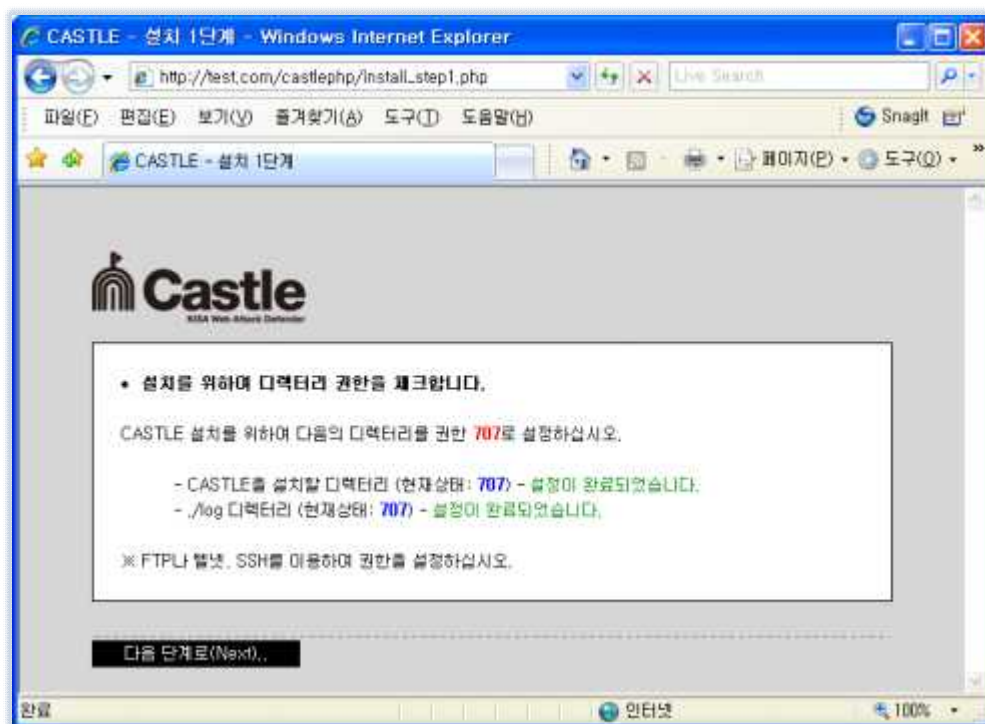 CASTLE - 설치 1단계 - Windows Internet Explorer
http://test.com/castlephp/install_step1.php
Live Search
파일(F) 편집(E) 보기(V) 즐겨찾기(A) 도구(T) 도움말(H)
SnagIt
CASTLE - 설치 1단계
페이지(P)
도구(O)
Castle
KISA Web Attack Defender
• 설치를 위하여 디렉터리 권한을 체크합니다.
CASTLE 설치를 위하여 다음의 디렉터리를 권한 707로 설정하십시오.
- CASTLE을 설치할 디렉터리 (현재상태: 707) - 설정이 완료되었습니다.
- ./log 디렉터리 (현재상태: 707) - 설정이 완료되었습니다.
※ FTP나 텔넷, SSH를 이용하여 권한을 설정하십시오.
다음 단계로(Next)..
완료
인터넷
100%